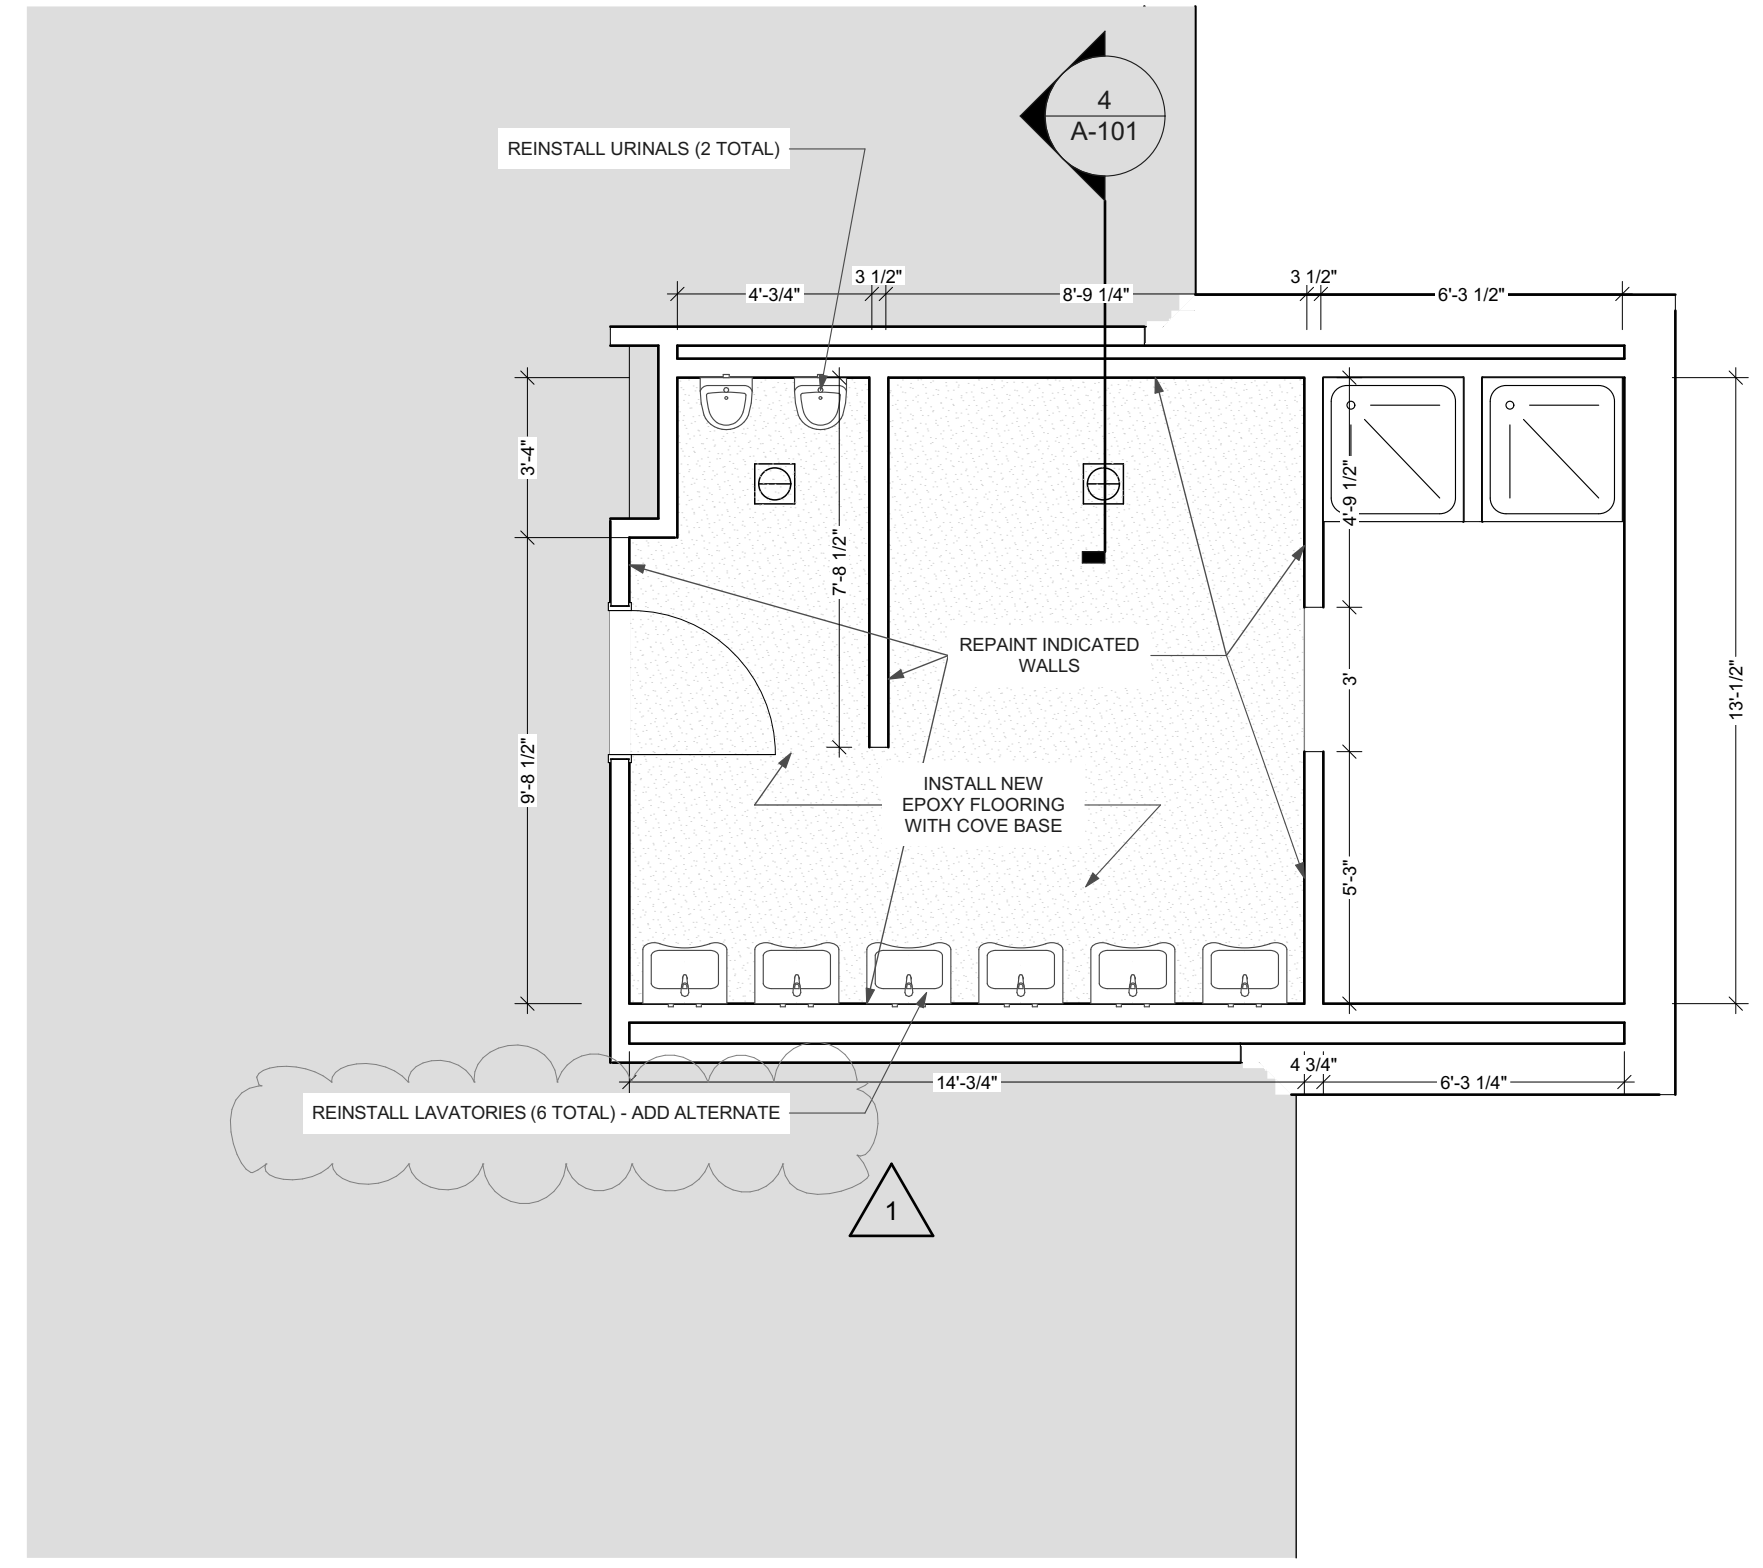 4
A-101
REINSTALL URINALS (2 TOTAL)
3 1/2"
3 1/2"
4'-3/4"
8'-9 1/4"
6'-3 1/2"
3'-4"
4'-9 1/2"
7'-8 1/2"
REPAINT INDICATED
WALLS
3'
13'-1/2"
9'-8 1/2"
INSTALL NEW
EPOXY FLOORING
WITH COVE BASE
5'-3"
4 3/4"
14'-3/4"
6'-3 1/4"
REINSTALL LAVATORIES (6 TOTAL) - ADD ALTERNATE
1